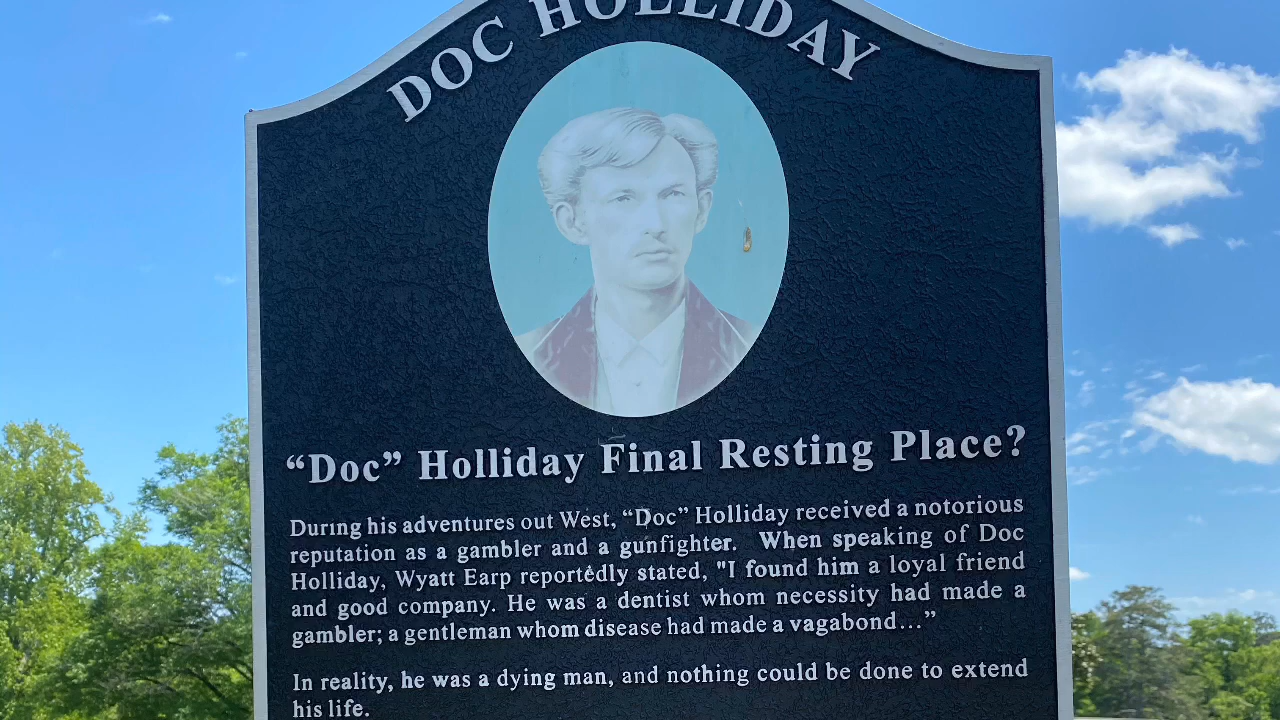 DOC HOLLIDAY
“Doc” Holliday Final Resting Place?
During his adventures out West, “Doc” Holliday received a notorious
reputation as a gambler and a gunfighter. When speaking of Doc
Holliday, Wyatt Earp reportedly stated, "I found him a loyal friend
and good company. He was a dentist whom necessity had made a
gambler; a gentleman whom disease had made a vagabond…”
In reality, he was a dying man, and nothing could be done to extend
his life.